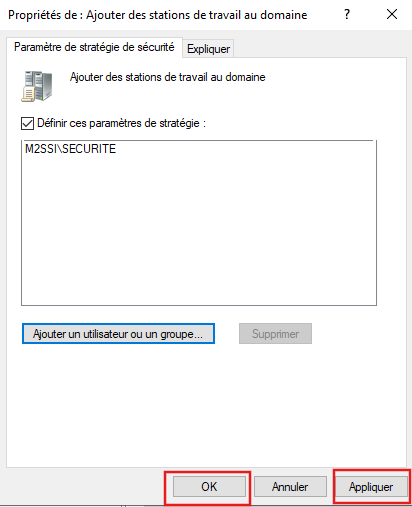 Propriétés de : Ajouter des stations de travail au domaine ? ×
Paramètre de stratégie de sécurité Expliquer
Ajouter des stations de travail au domaine
Définir ces paramètres de stratégie :
M2SSI\SECURITE
Ajouter un utilisateur ou un groupe... Supprimer
OK Annuler Appliquer